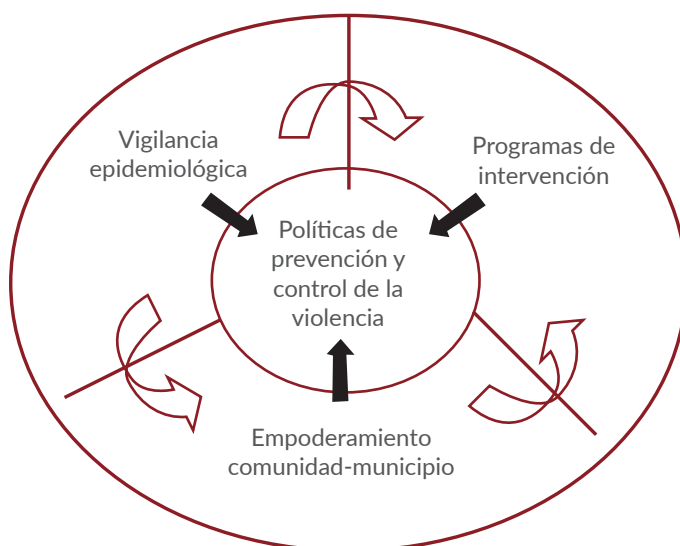 Vigilancia
epidemiológica
Programas de
intervención
Políticas de
prevención y
control de la
violencia
Empoderamiento
comunidad-municipio